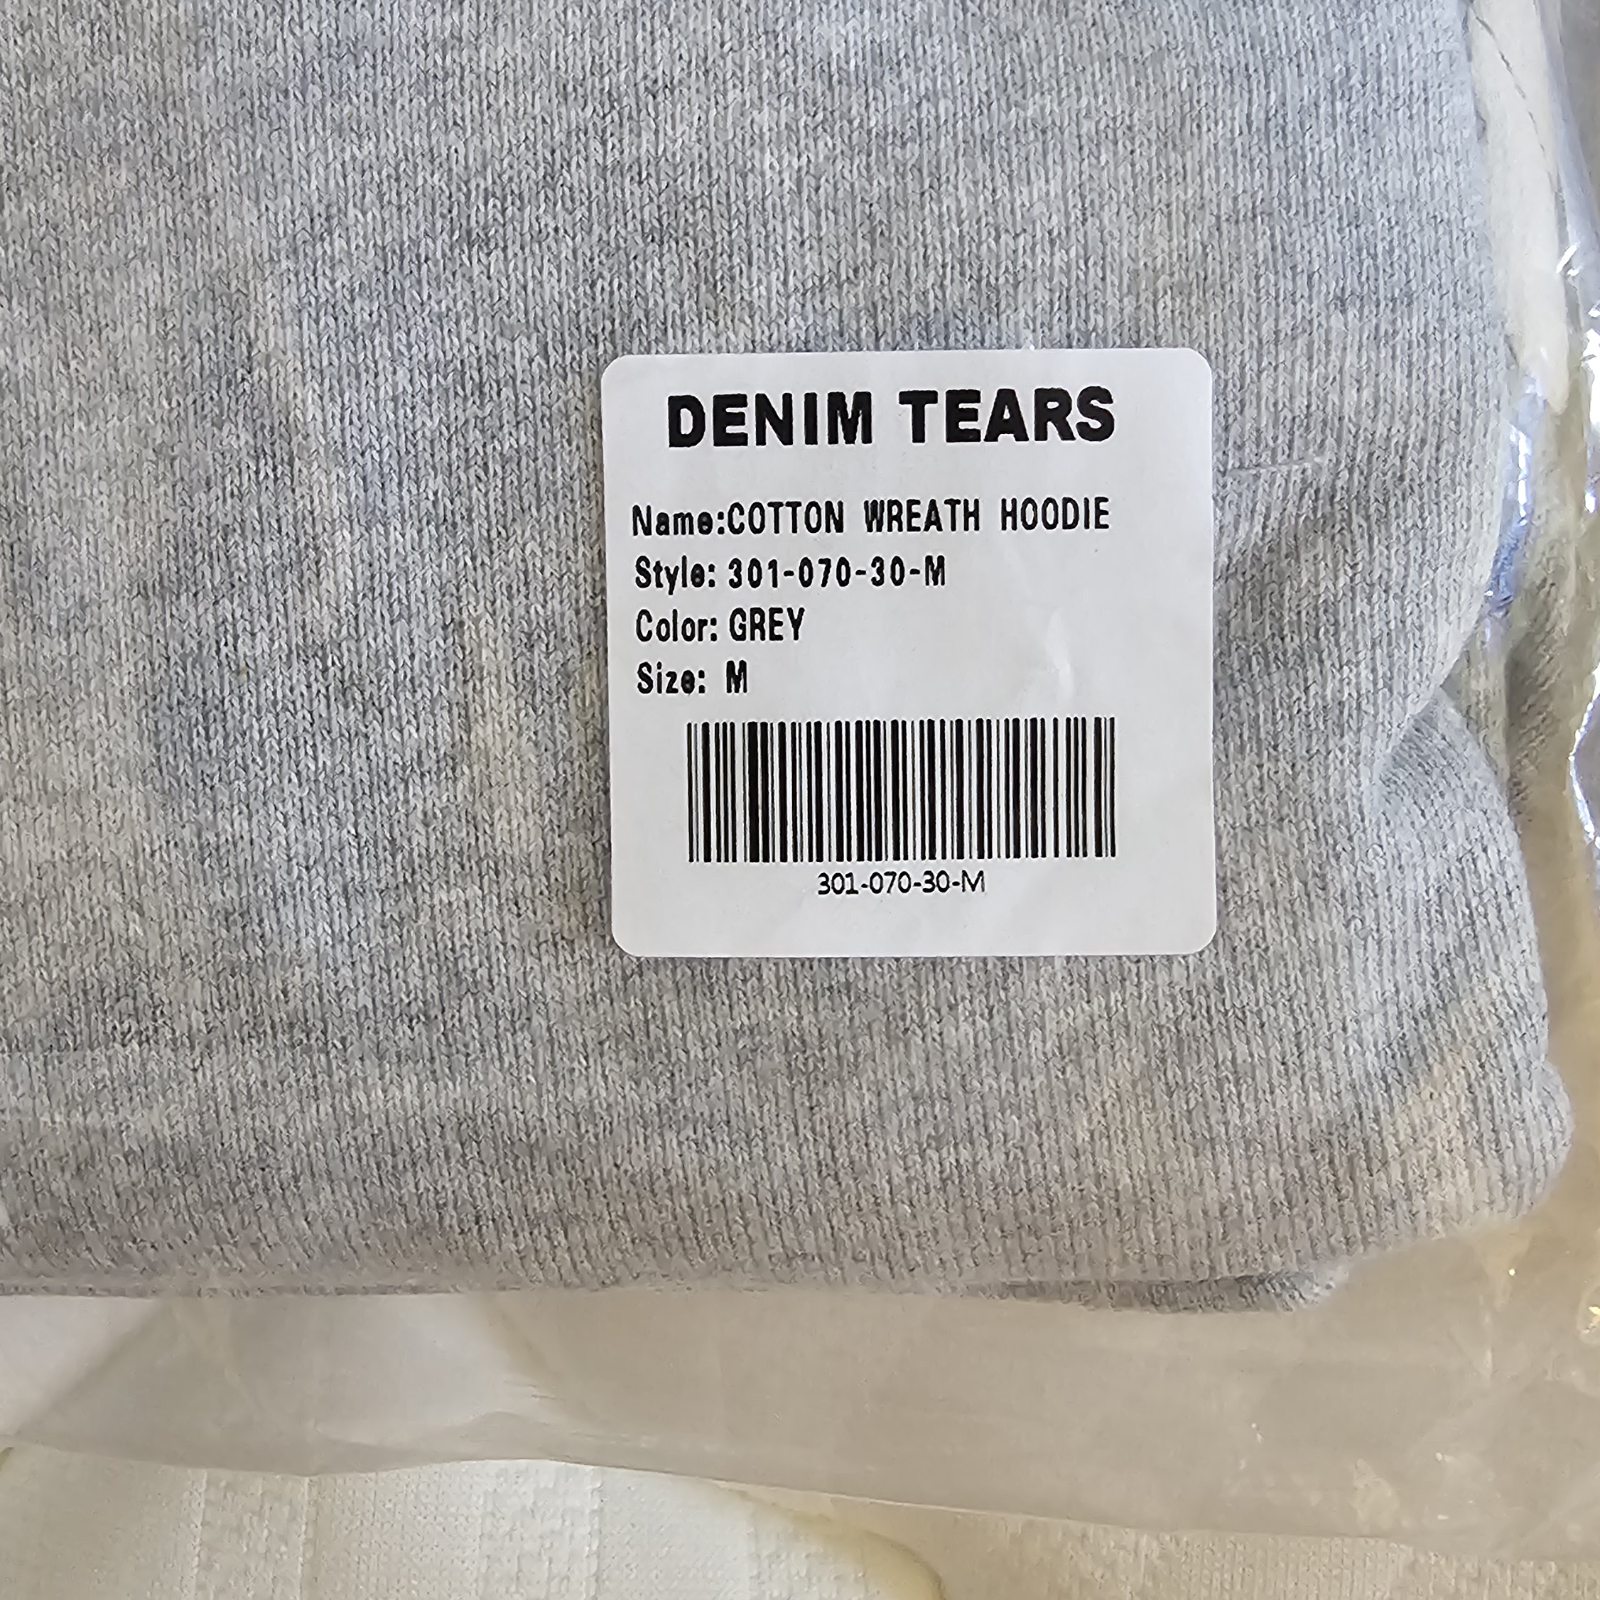 DENIM TEARS
Name:COTTON WREATH HOODIE
Style: 301-070-30-M
Color: GREY
Size: M
301-070-30-M